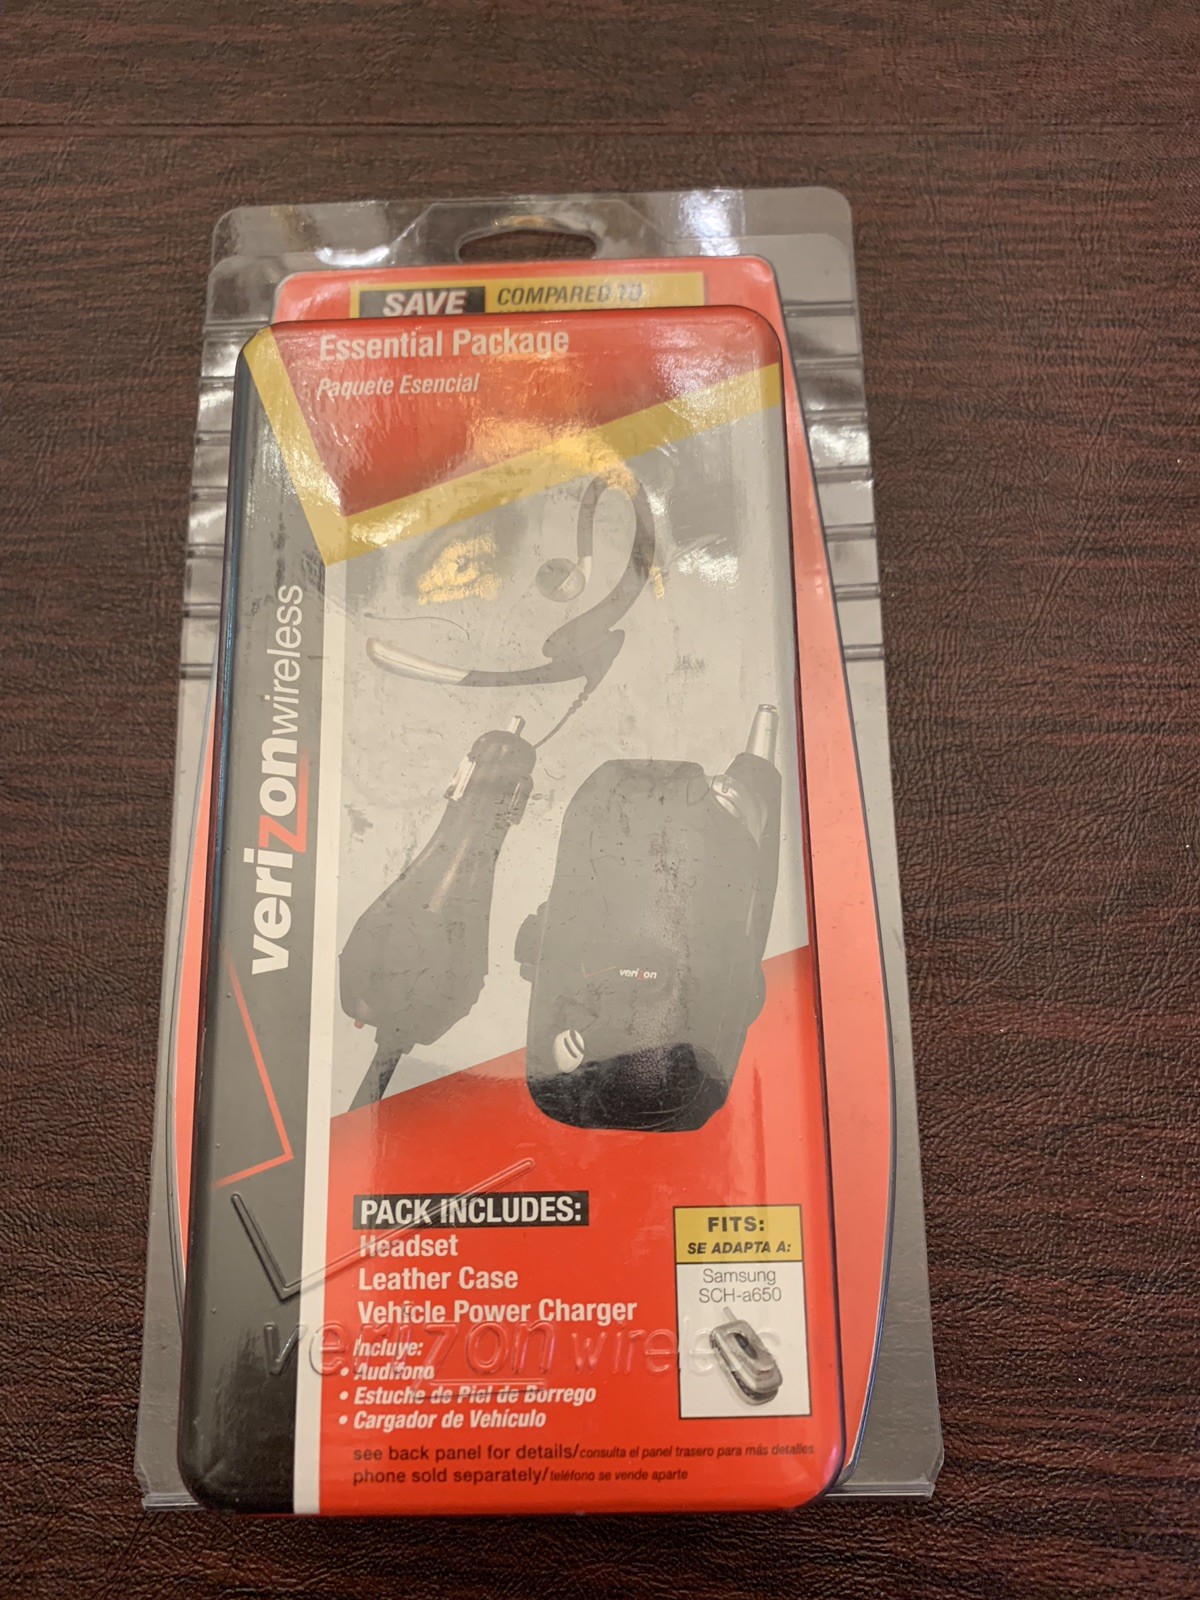 SAVE
COMPARED TO
Essential Package
Paquete Esencial
verizonwireless
verizon
PACK INCLUDES:
Headset
Leather Case
Vehicle Power Charger
Incluye:
• Audífono
• Estuche de Piel de Borrego
• Cargador de Vehículo
see back panel for details/consulta el panel trasero para más detalles
phone sold separately/teléfono se vende aparte
FITS:
SE ADAPTA A:
Samsung
SCH-a650
verizonwireless